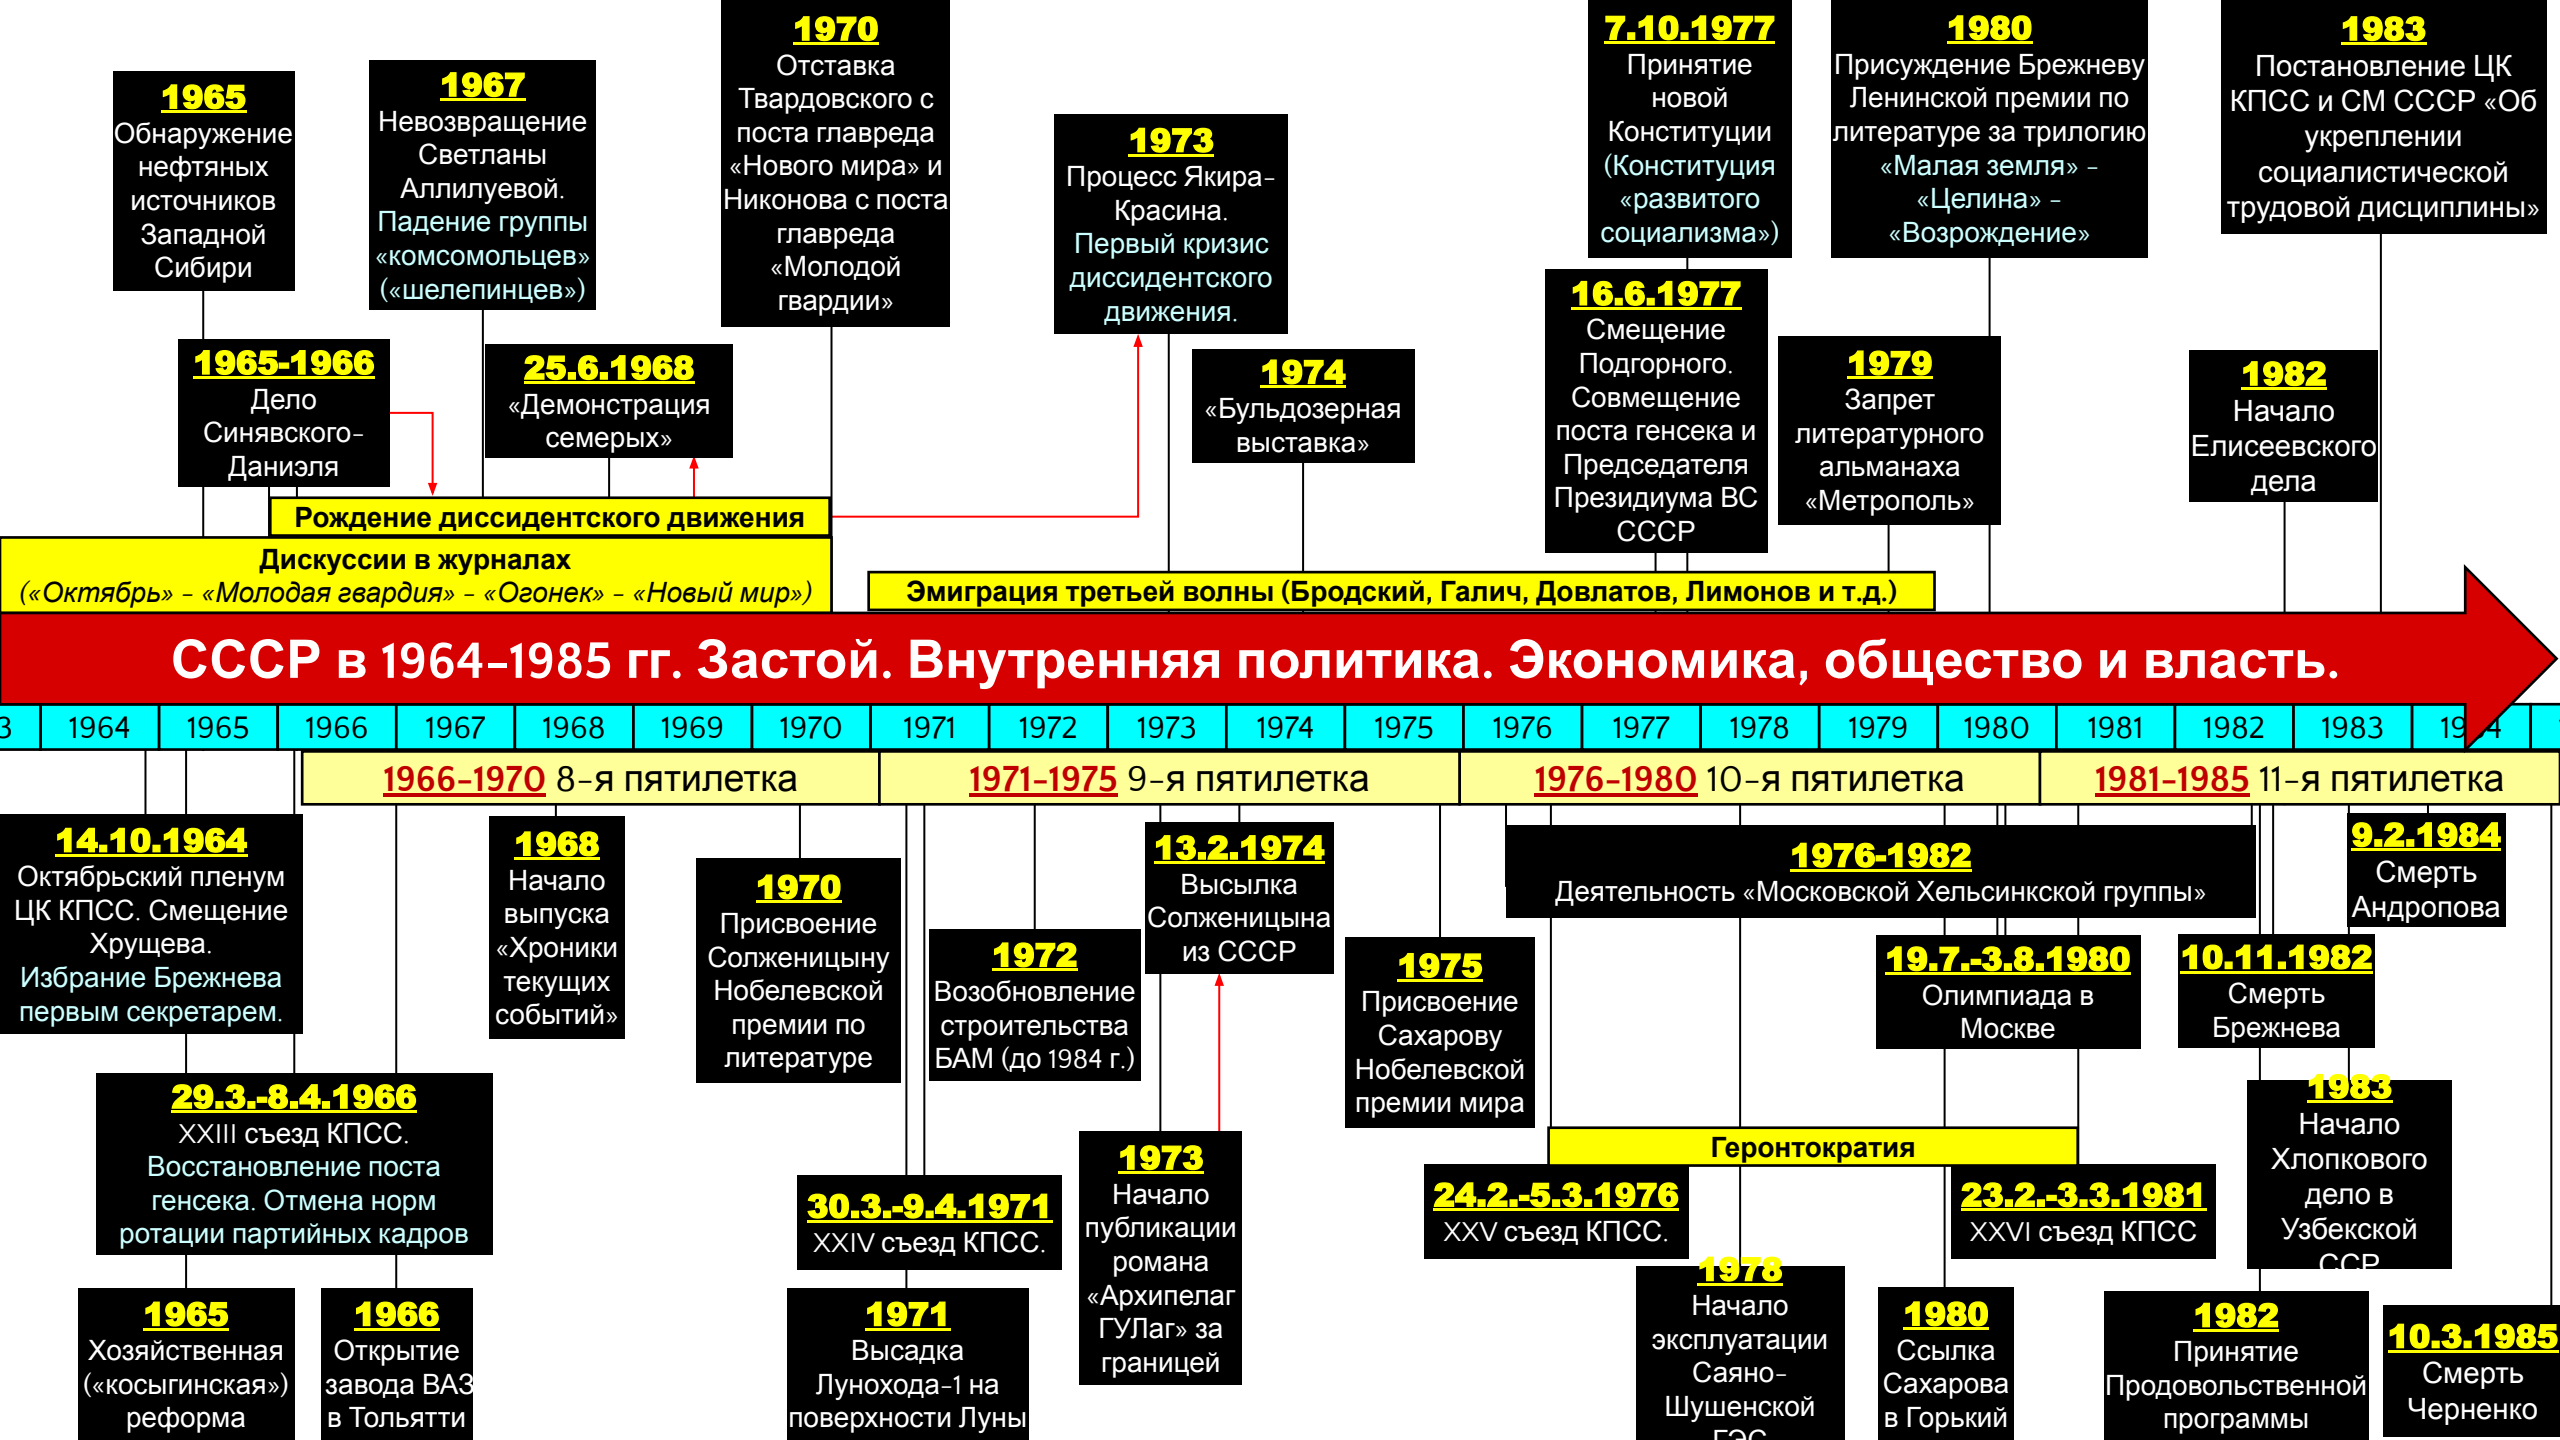 1965
Обнаружение
нефтяных
источников
Западной
Сибири
1967
Невозвращение
Светланы
Аллилуевой.
Падение группы
«комсомольцев»
(«шелепинцев»)
1970
Отставка
Твардовского с
поста главреда
«Нового мира» и
Никонова с поста
главреда
«Молодой
гвардии»
1973
Процесс Якира-
Красина.
Первый кризис
диссидентского
движения.
7.10.1977
Принятие
новой
Конституции
(Конституция
«развитого
социализма»)
1980
Присуждение Брежневу
Ленинской премии по
литературе за трилогию
«Малая земля» -
«Целина» -
«Возрождение»
1983
Постановление ЦК
КПСС и СМ СССР «Об
укреплении
социалистической
трудовой дисциплины»
1965-1966
Дело
Синявского-
Даниэля
25.6.1968
«Демонстрация
семерых»
1974
«Бульдозерная
выставка»
16.6.1977
Смещение
Подгорного.
Совмещение
поста генсека и
Председателя
Президиума ВС
СССР
1979
Запрет
литературного
альманаха
«Метрополь»
1982
Начало
Елисеевского
дела
Рождение диссидентского движения
Дискуссии в журналах
(«Октябрь» - «Молодая гвардия» - «Огонек» - «Новый мир»)
Эмиграция третьей волны (Бродский, Галич, Довлатов, Лимонов и т.д.)
СССР в 1964-1985 гг. Застой. Внутренняя политика. Экономика, общество и власть.
3 1964 1965 1966 1967 1968 1969 1970 1971 1972 1973 1974 1975 1976 1977 1978 1979 1980 1981 1982 1983
1966-1970 8-я пятилетка
1971-1975 9-я пятилетка
1976-1980 10-я пятилетка
1981-1985 11-я пятилетка
14.10.1964
Октябрьский пленум
ЦК КПСС. Смещение
Хрущева.
Избрание Брежнева
первым секретарем.
1968
Начало
выпуска
«Хроники
текущих
событий»
1970
Присвоение
Солженицыну
Нобелевской
премии по
литературе
1972
Возобновление
строительства
БАМ (до 1984 г.)
13.2.1974
Высылка
Солженицына
из СССР
1975
Присвоение
Сахарову
Нобелевской
премии мира
1976-1982
Деятельность «Московской Хельсинкской группы»
9.2.1984
Смерть
Андропова
19.7.-3.8.1980
Олимпиада в
Москве
10.11.1982
Смерть
Брежнева
29.3.-8.4.1966
XXIII съезд КПСС.
Восстановление поста
генсека. Отмена норм
ротации партийных кадров
30.3.-9.4.1971
XXIV съезд КПСС.
1973
Начало
публикации
романа
«Архипелаг
ГУЛаг» за
границей
Геронтократия
24.2.-5.3.1976
XXV съезд КПСС.
23.2.-3.3.1981
XXVI съезд КПСС
1983
Начало
Хлопкового
дело в
Узбекской
ССР
1965
Хозяйственная
(«косыгинская»)
реформа
1966
Открытие
завода ВАЗ
в Тольятти
1971
Высадка
Лунохода-1 на
поверхности Луны
1978
Начало
эксплуатации
Саяно-
Шушенской
ГЭС
1980
Ссылка
Сахарова
в Горький
1982
Принятие
Продовольственной
программы
10.3.1985
Смерть
Черненко